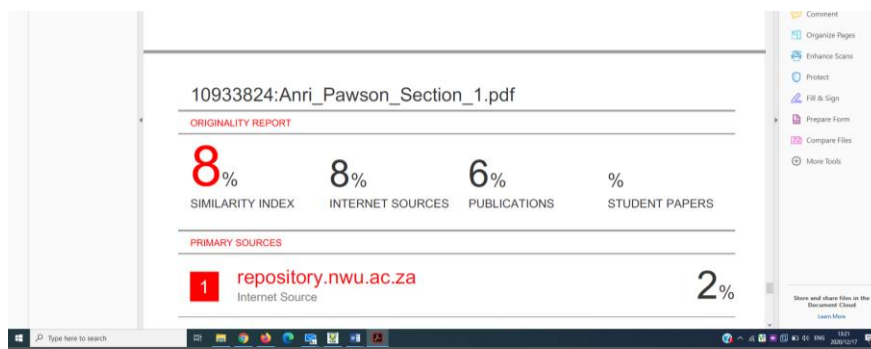 Comment
Organize Pages
Enhance Scans
Protect
Fill & Sign
Prepare Form
Compare Files
More Tools
10933824:Anri_Pawson_Section_1.pdf
ORIGINALITY REPORT
8%
SIMILARITY INDEX
8%
INTERNET SOURCES
6%
PUBLICATIONS
%
STUDENT PAPERS
PRIMARY SOURCES
1
repository.nwu.ac.za
Internet Source
2%
Store and share files in the
Document Cloud
Learn More
Type here to search
ENG
13:21
2020/12/17